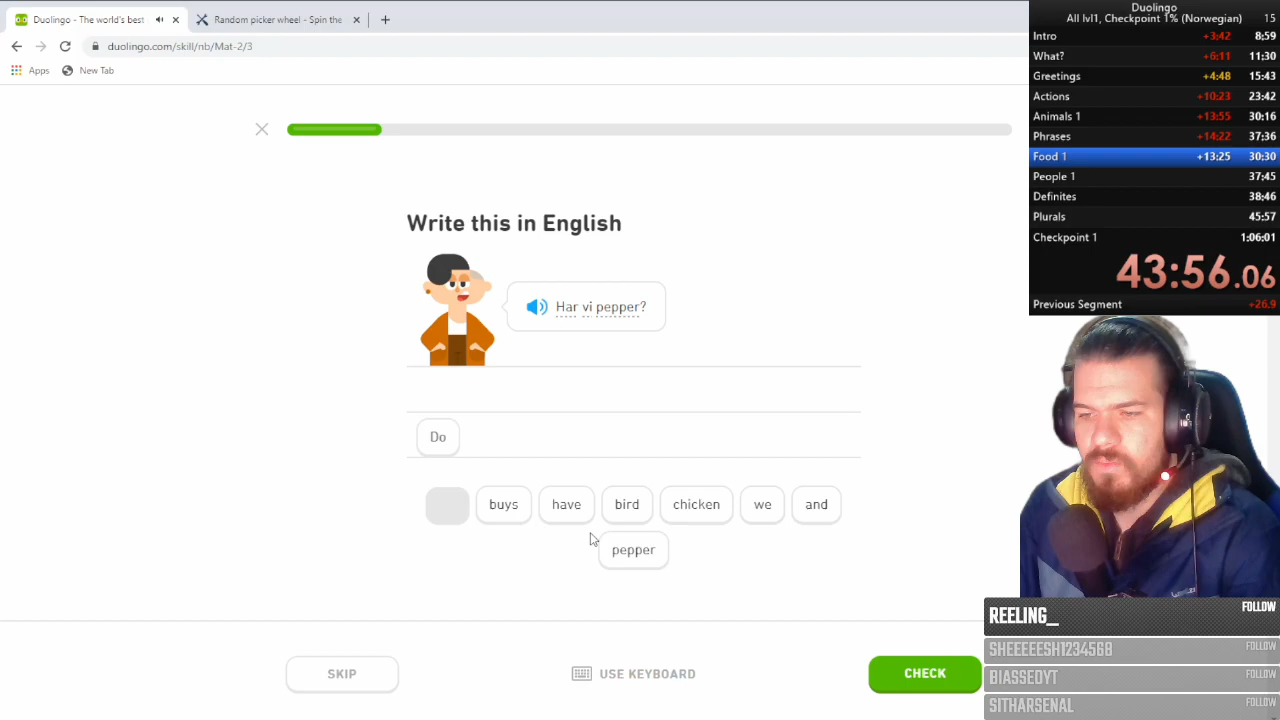 Duolingo - The world's best
Random picker wheel - Spin the
duolingo.com/skill/nb/Mat-2/3
Apps
New Tab
Write this in English
Har vi pepper?
Do
buys have bird chicken we and
pepper
SKIP
USE KEYBOARD
CHECK
Duolingo
All lvl1, Checkpoint 1% (Norwegian) 15
Intro +3:42 8:59
What? +6:11 11:30
Greetings +4:48 15:43
Actions +10:23 23:42
Animals 1 +13:55 30:16
Phrases +14:22 37:36
Food 1 +13:25 30:30
People 1 37:45
Definites 38:46
Plurals 45:57
Checkpoint 1 1:06:01
43:56.06
Previous Segment +26.9
REELING_ FOLLOW
SHEEEEESH1234568 FOLLOW
BIASSEDYT FOLLOW
SITHARSENAL FOLLOW